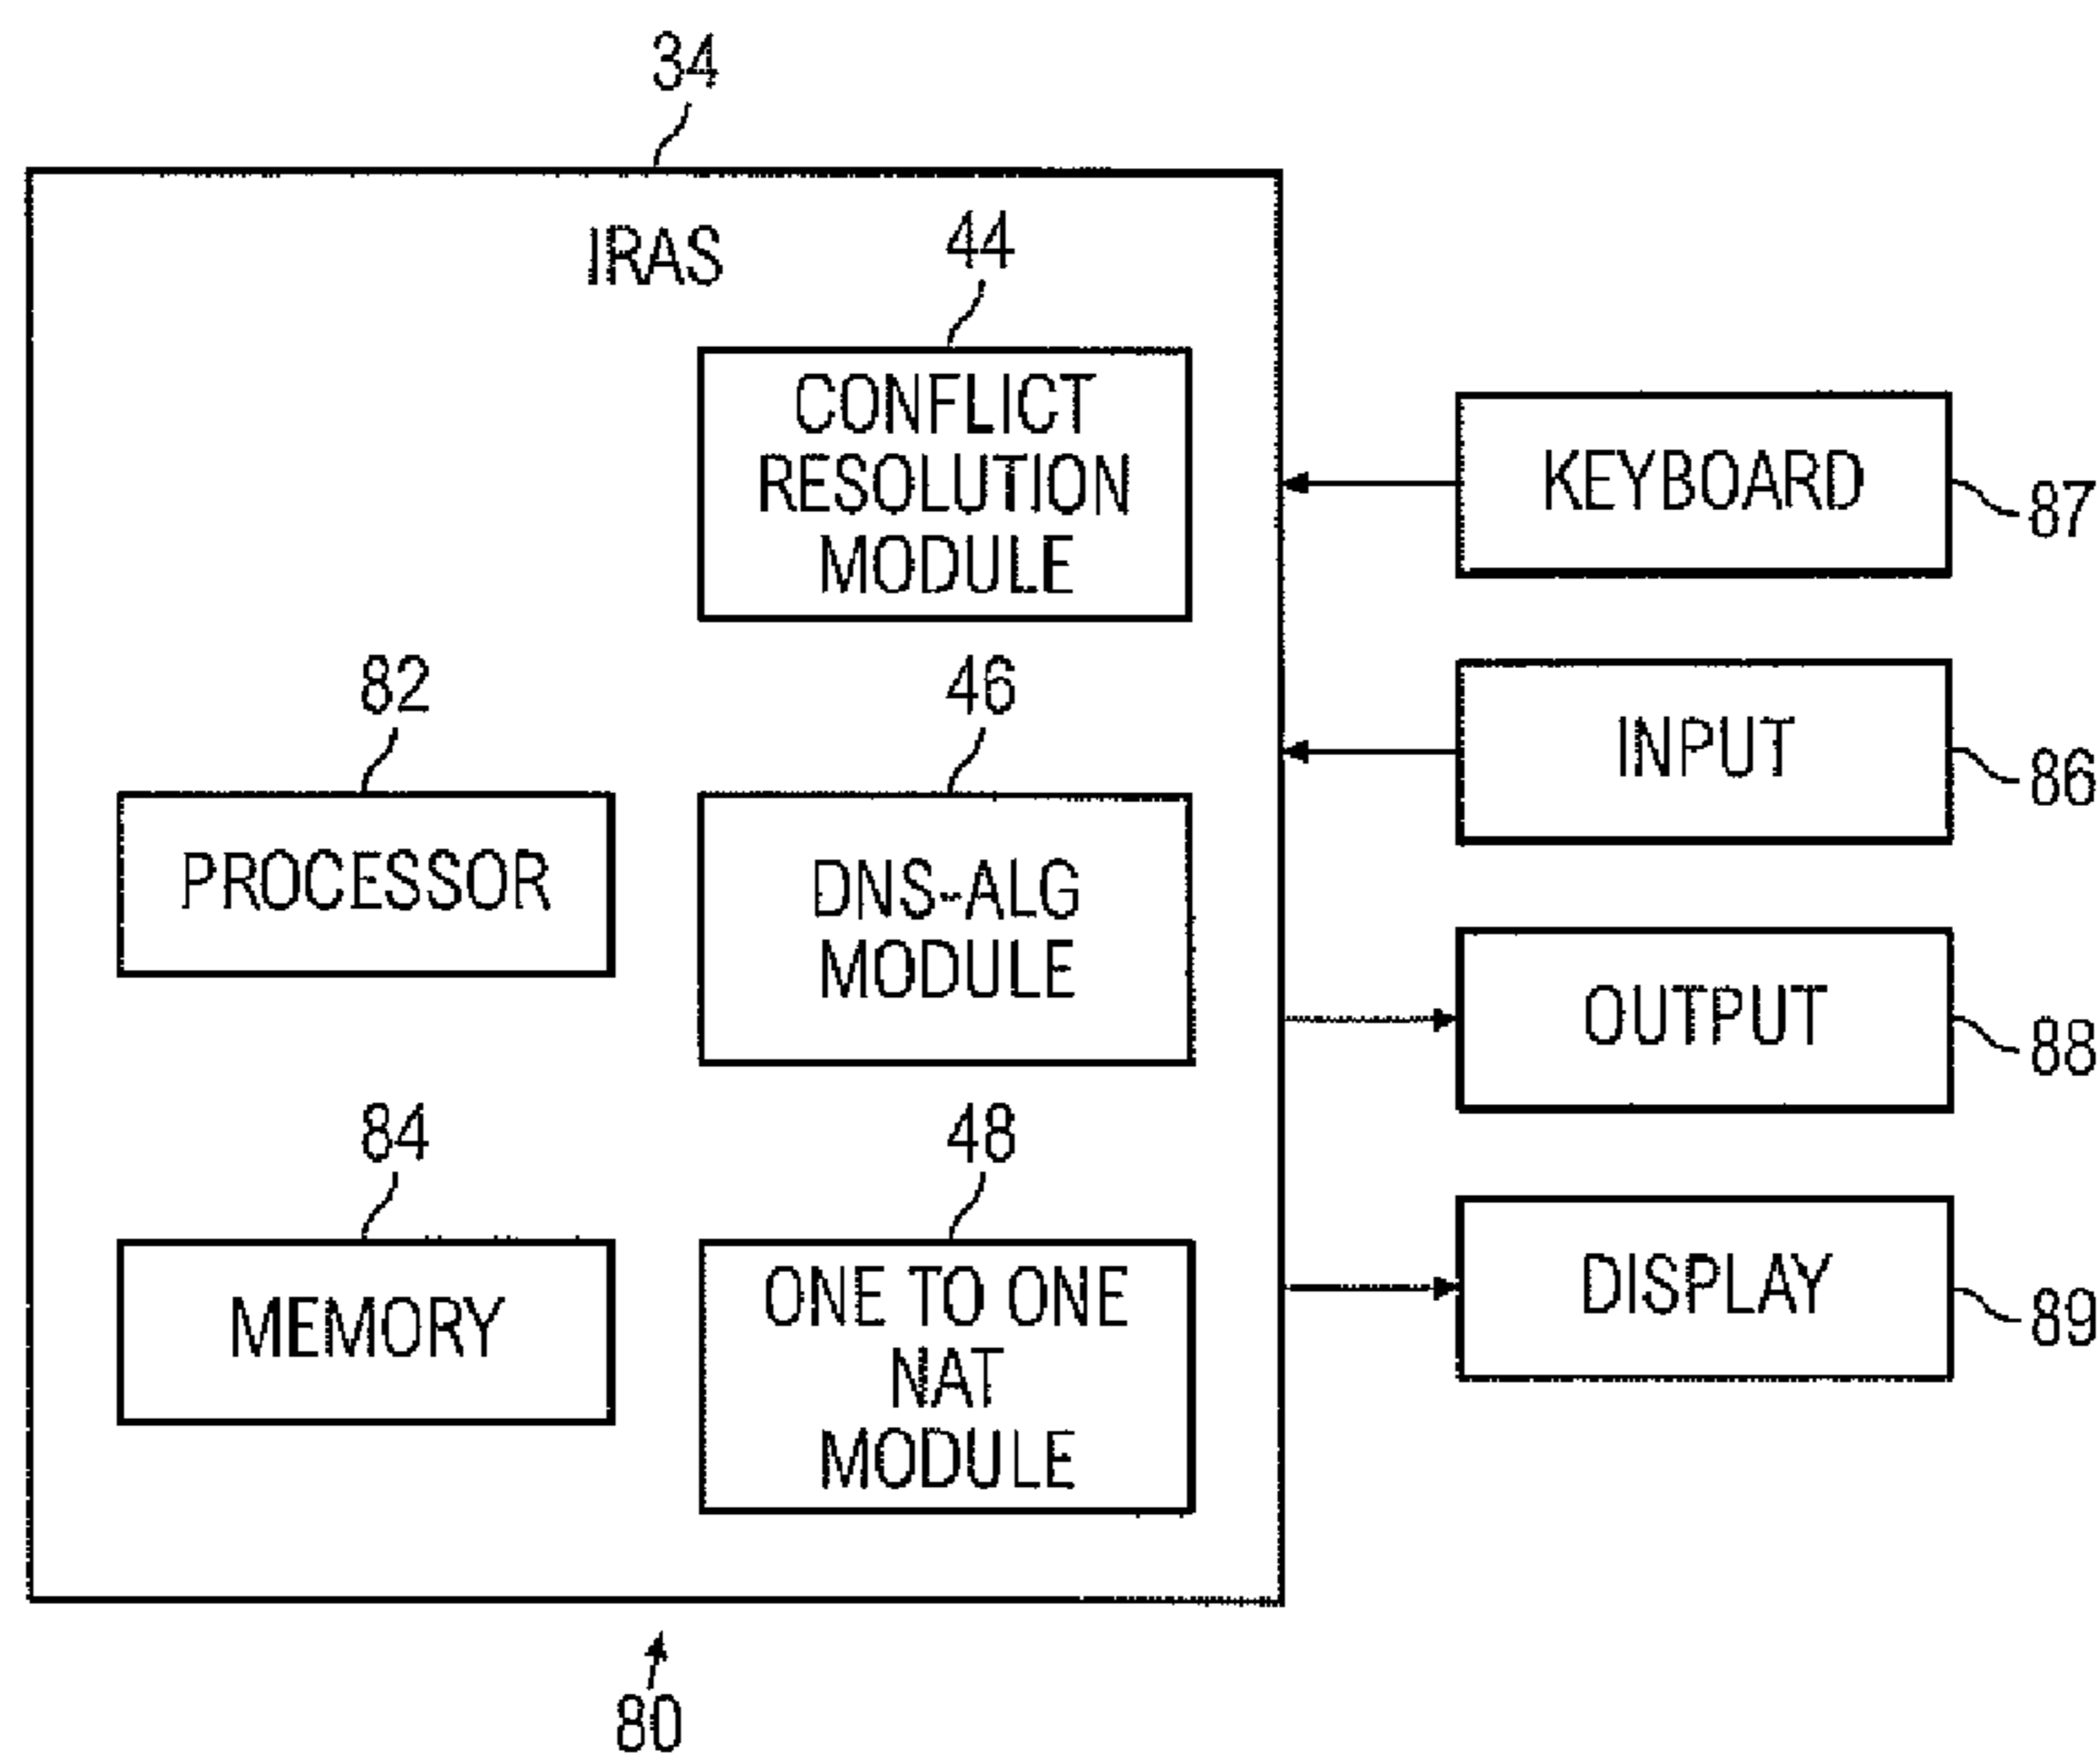 34
IRAS
44
CONFLICT
RESOLUTION
MODULE
KEYBOARD
87
82
46
INPUT
86
PROCESSOR
DNS-ALG
MODULE
OUTPUT
88
84
48
MEMORY
ONE TO ONE
NAT
MODULE
DISPLAY
89
80